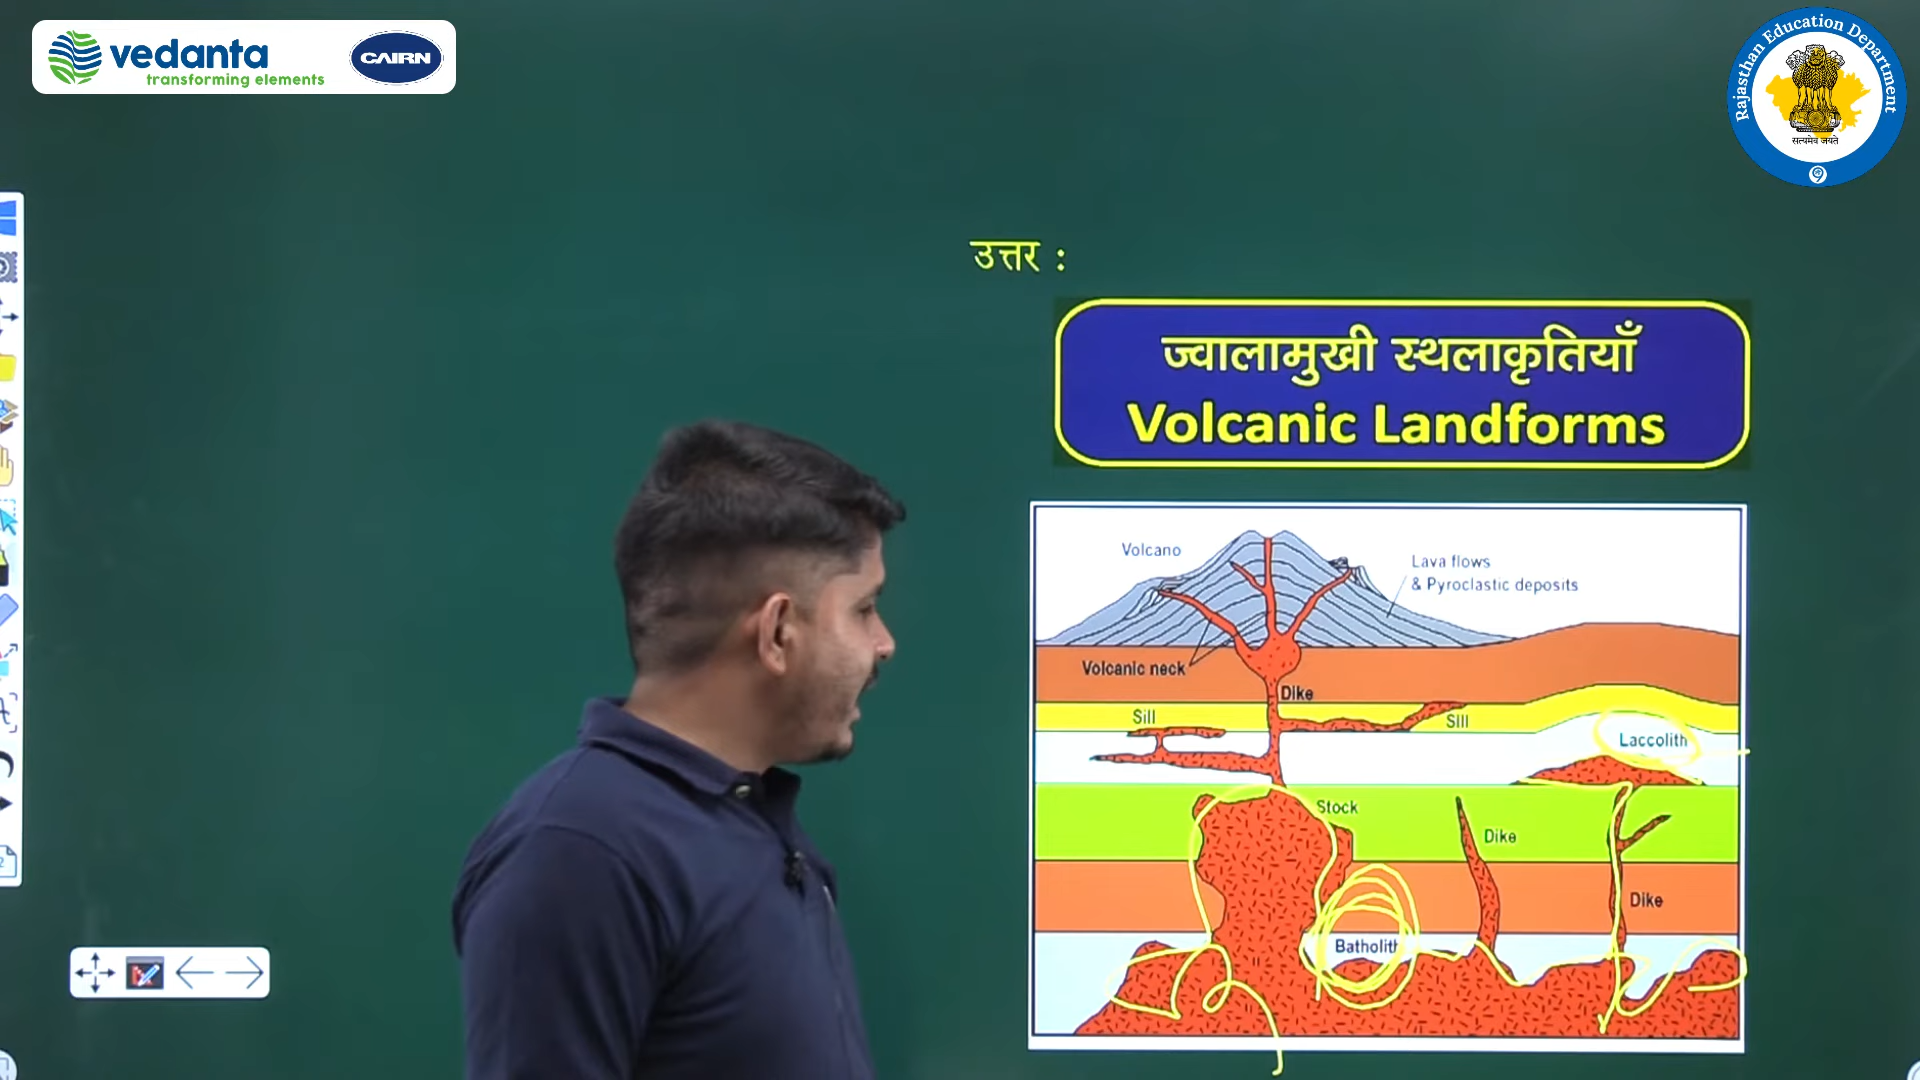 vedanta
transforming elements
CAIRN
Rajasthan Education Department
सत्यमेव जयते
उत्तर :
ज्वालामुखी स्थलाकृतियाँ
Volcanic Landforms
Volcano
Lava flows
& Pyroclastic deposits
Volcanic neck
Dike
Sill
Sill
Laccolith
Stock
Dike
Dike
Batholith